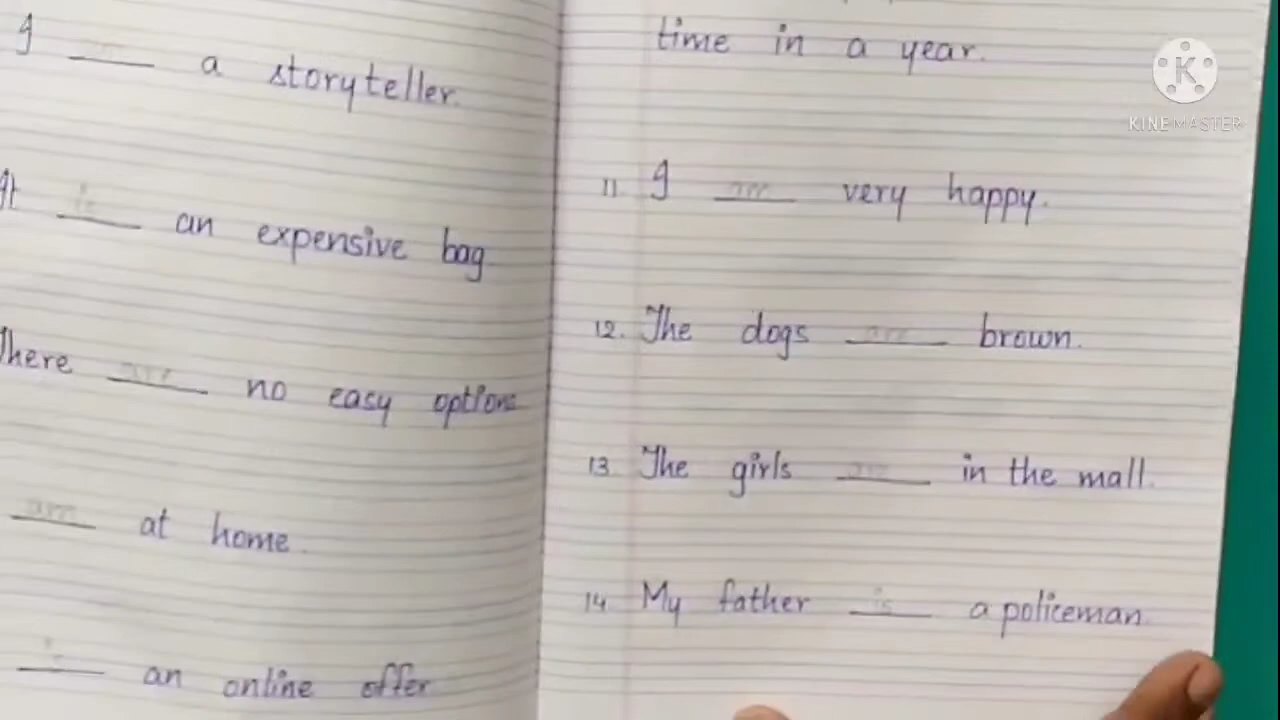 I ___ a storyteller.
It is an expensive bag
There are no easy options
am at home.
is an online offer
time in a year.
11. I am very happy.
12. The dogs are brown.
13. The girls are in the mall.
14. My father is a policeman.
KINEMASTER